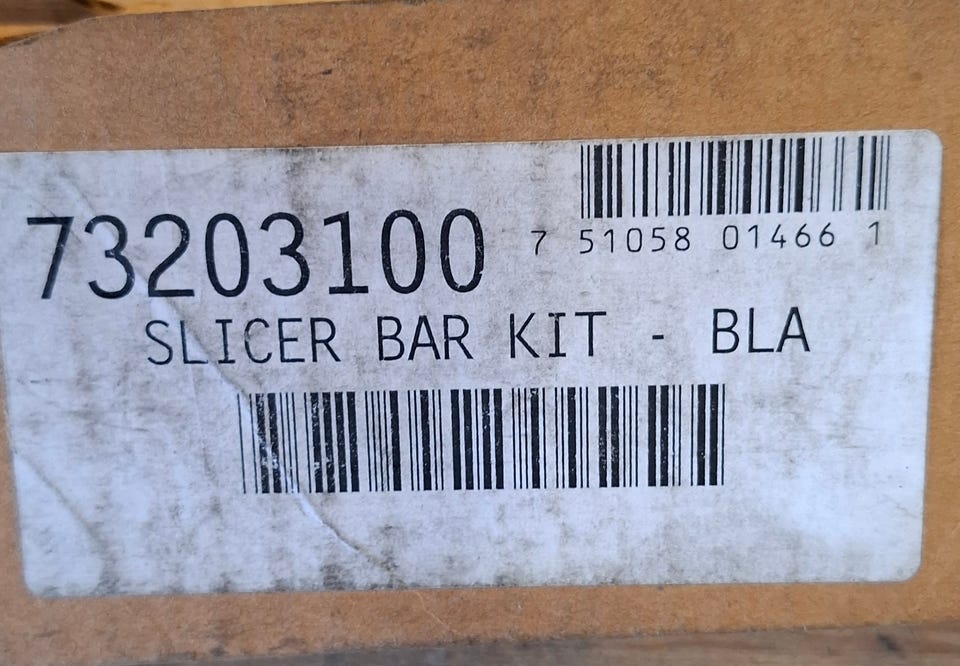 73203100
7 51058 01466 1
SLICER BAR KIT - BLA